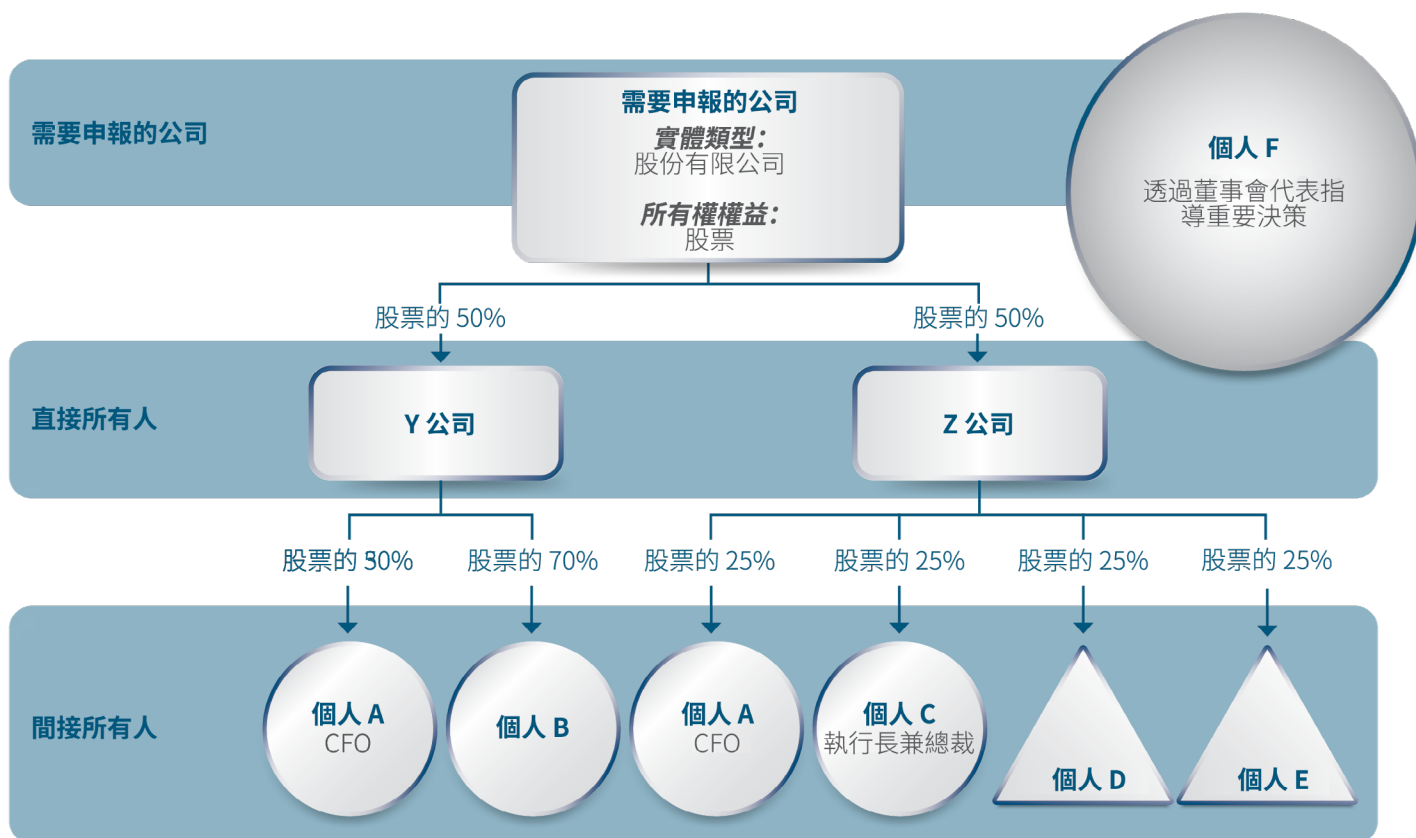 需要申報的公司
需要申報的公司
實體類型：
股份有限公司
所有權權益：
股票
個人 F
透過董事會代表指
導重要決策
股票的 50%
股票的 50%
直接所有人
Y 公司
Z 公司
股票的 30%
股票的 70%
股票的 25%
股票的 25%
股票的 25%
股票的 25%
間接所有人
個人 A
CFO
個人 B
個人 A
CFO
個人 C
執行長兼總裁
個人 D
個人 E